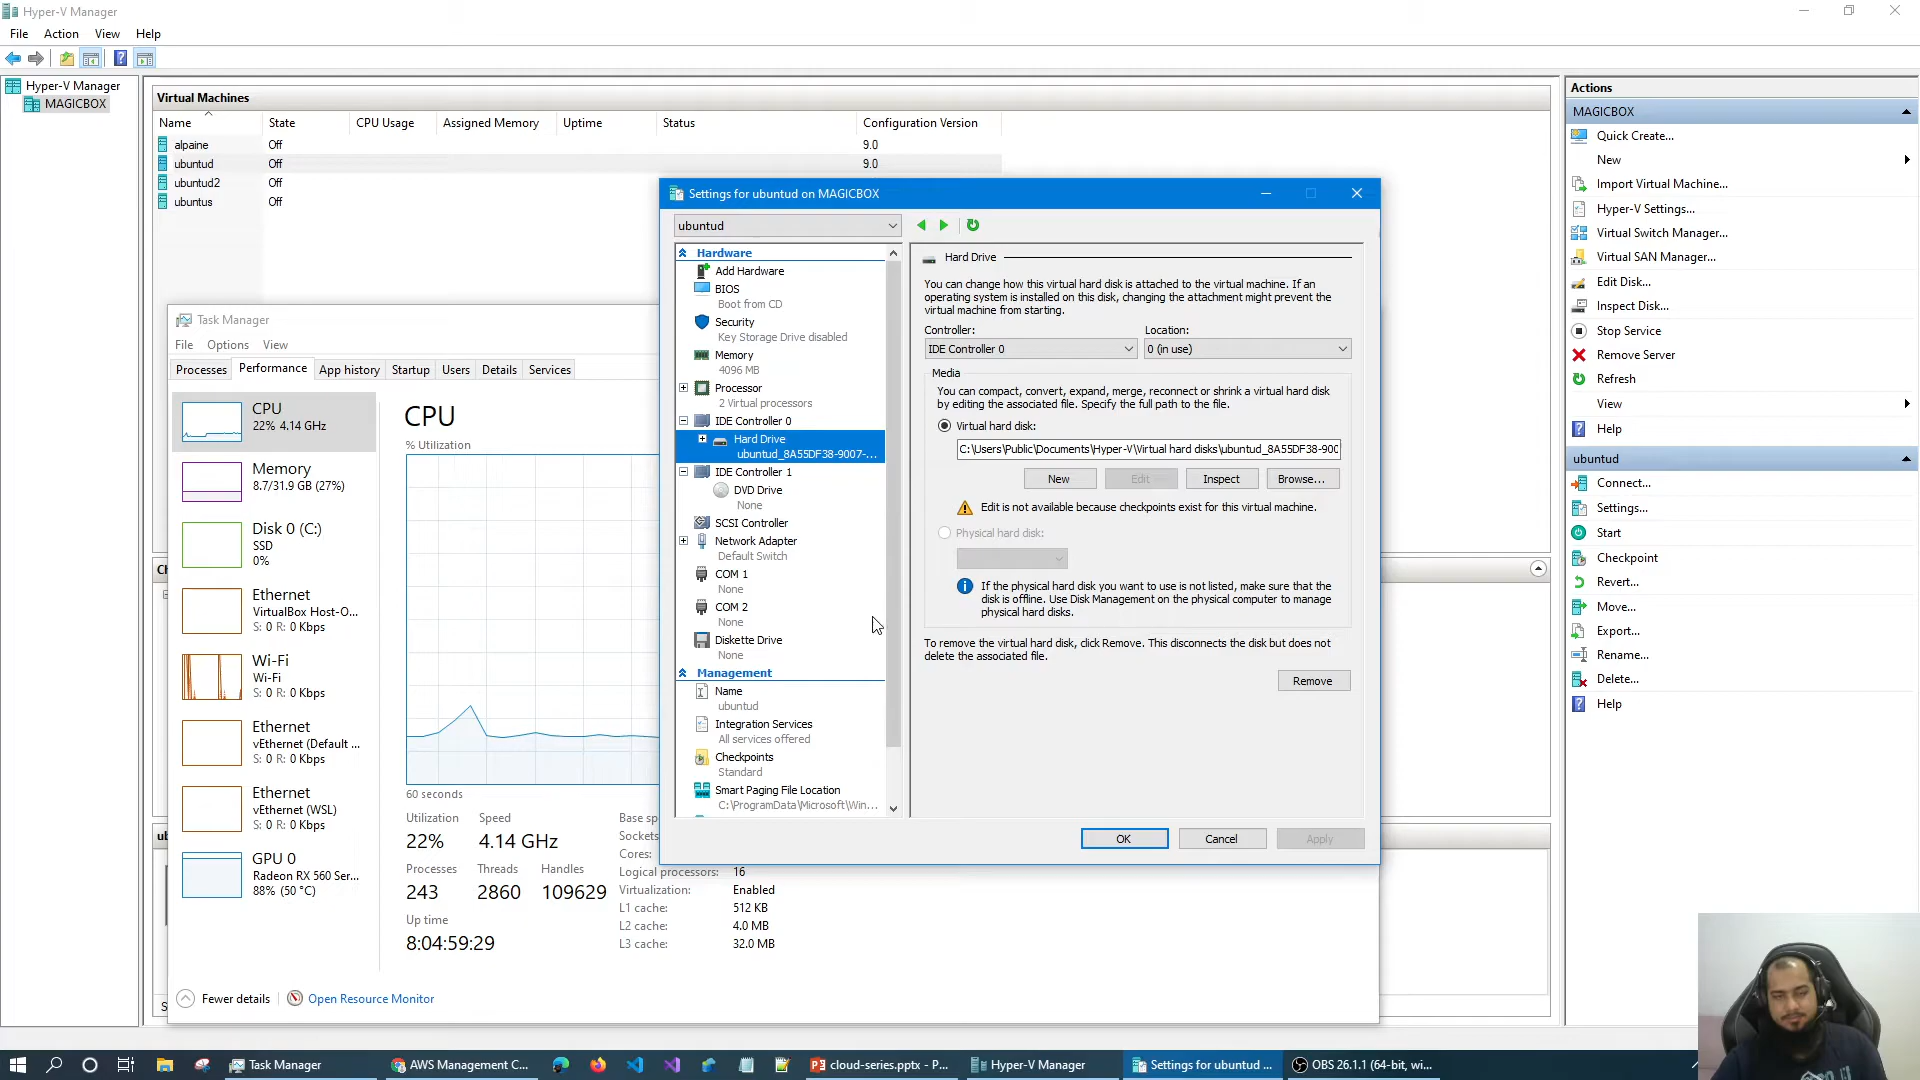 Hyper-V Manager
File Action View Help
Hyper-V Manager
MAGICBOX
Virtual Machines
Name State CPU Usage Assigned Memory Uptime Status Configuration Version
alpaine Off 9.0
ubuntud Off 9.0
ubuntud2 Off
ubuntus Off
Task Manager
File Options View
Processes Performance App history Startup Users Details Services
CPU
22% 4.14 GHz
Memory
8.7/31.9 GB (27%)
Disk 0 (C:)
SSD
0%
Ethernet
VirtualBox Host-O...
S: 0 R: 0 Kbps
Wi-Fi
Wi-Fi
S: 0 R: 0 Kbps
Ethernet
vEthernet (Default ...
S: 0 R: 0 Kbps
Ethernet
vEthernet (WSL)
S: 0 R: 0 Kbps
GPU 0
Radeon RX 560 Ser...
88% (50 °C)
CPU
% Utilization
60 seconds
Utilization Speed
22% 4.14 GHz
Processes Threads Handles
243 2860 109629
Up time
8:04:59:29
Base sp
Sockets
Cores:
Logical processors: 16
Virtualization: Enabled
L1 cache: 512 KB
L2 cache: 4.0 MB
L3 cache: 32.0 MB
Fewer details Open Resource Monitor
Settings for ubuntud on MAGICBOX
ubuntud
Hardware
Add Hardware
BIOS
Boot from CD
Security
Key Storage Drive disabled
Memory
4096 MB
Processor
2 Virtual processors
IDE Controller 0
Hard Drive
ubuntud_8A55DF38-9007-...
IDE Controller 1
DVD Drive
None
SCSI Controller
Network Adapter
Default Switch
COM 1
None
COM 2
None
Diskette Drive
None
Management
Name
ubuntud
Integration Services
All services offered
Checkpoints
Standard
Smart Paging File Location
C:\ProgramData\Microsoft\Win...
Hard Drive
You can change how this virtual hard disk is attached to the virtual machine. If an
operating system is installed on this disk, changing the attachment might prevent the
virtual machine from starting.
Controller: Location:
IDE Controller 0 0 (in use)
Media
You can compact, convert, expand, merge, reconnect or shrink a virtual hard disk
by editing the associated file. Specify the full path to the file.
Virtual hard disk:
C:\Users\Public\Documents\Hyper-V\Virtual hard disks\ubuntud_8A55DF38-900
New Edit Inspect Browse...
Edit is not available because checkpoints exist for this virtual machine.
Physical hard disk:
If the physical hard disk you want to use is not listed, make sure that the
disk is offline. Use Disk Management on the physical computer to manage
physical hard disks.
To remove the virtual hard disk, click Remove. This disconnects the disk but does not
delete the associated file.
Remove
OK Cancel Apply
Actions
MAGICBOX
Quick Create...
New
Import Virtual Machine...
Hyper-V Settings...
Virtual Switch Manager...
Virtual SAN Manager...
Edit Disk...
Inspect Disk...
Stop Service
Remove Server
Refresh
View
Help
ubuntud
Connect...
Settings...
Start
Checkpoint
Revert...
Move...
Export...
Rename...
Delete...
Help
Task Manager
AWS Management C...
cloud-series.pptx - P...
Hyper-V Manager
Settings for ubuntud ...
OBS 26.1.1 (64-bit, wi...